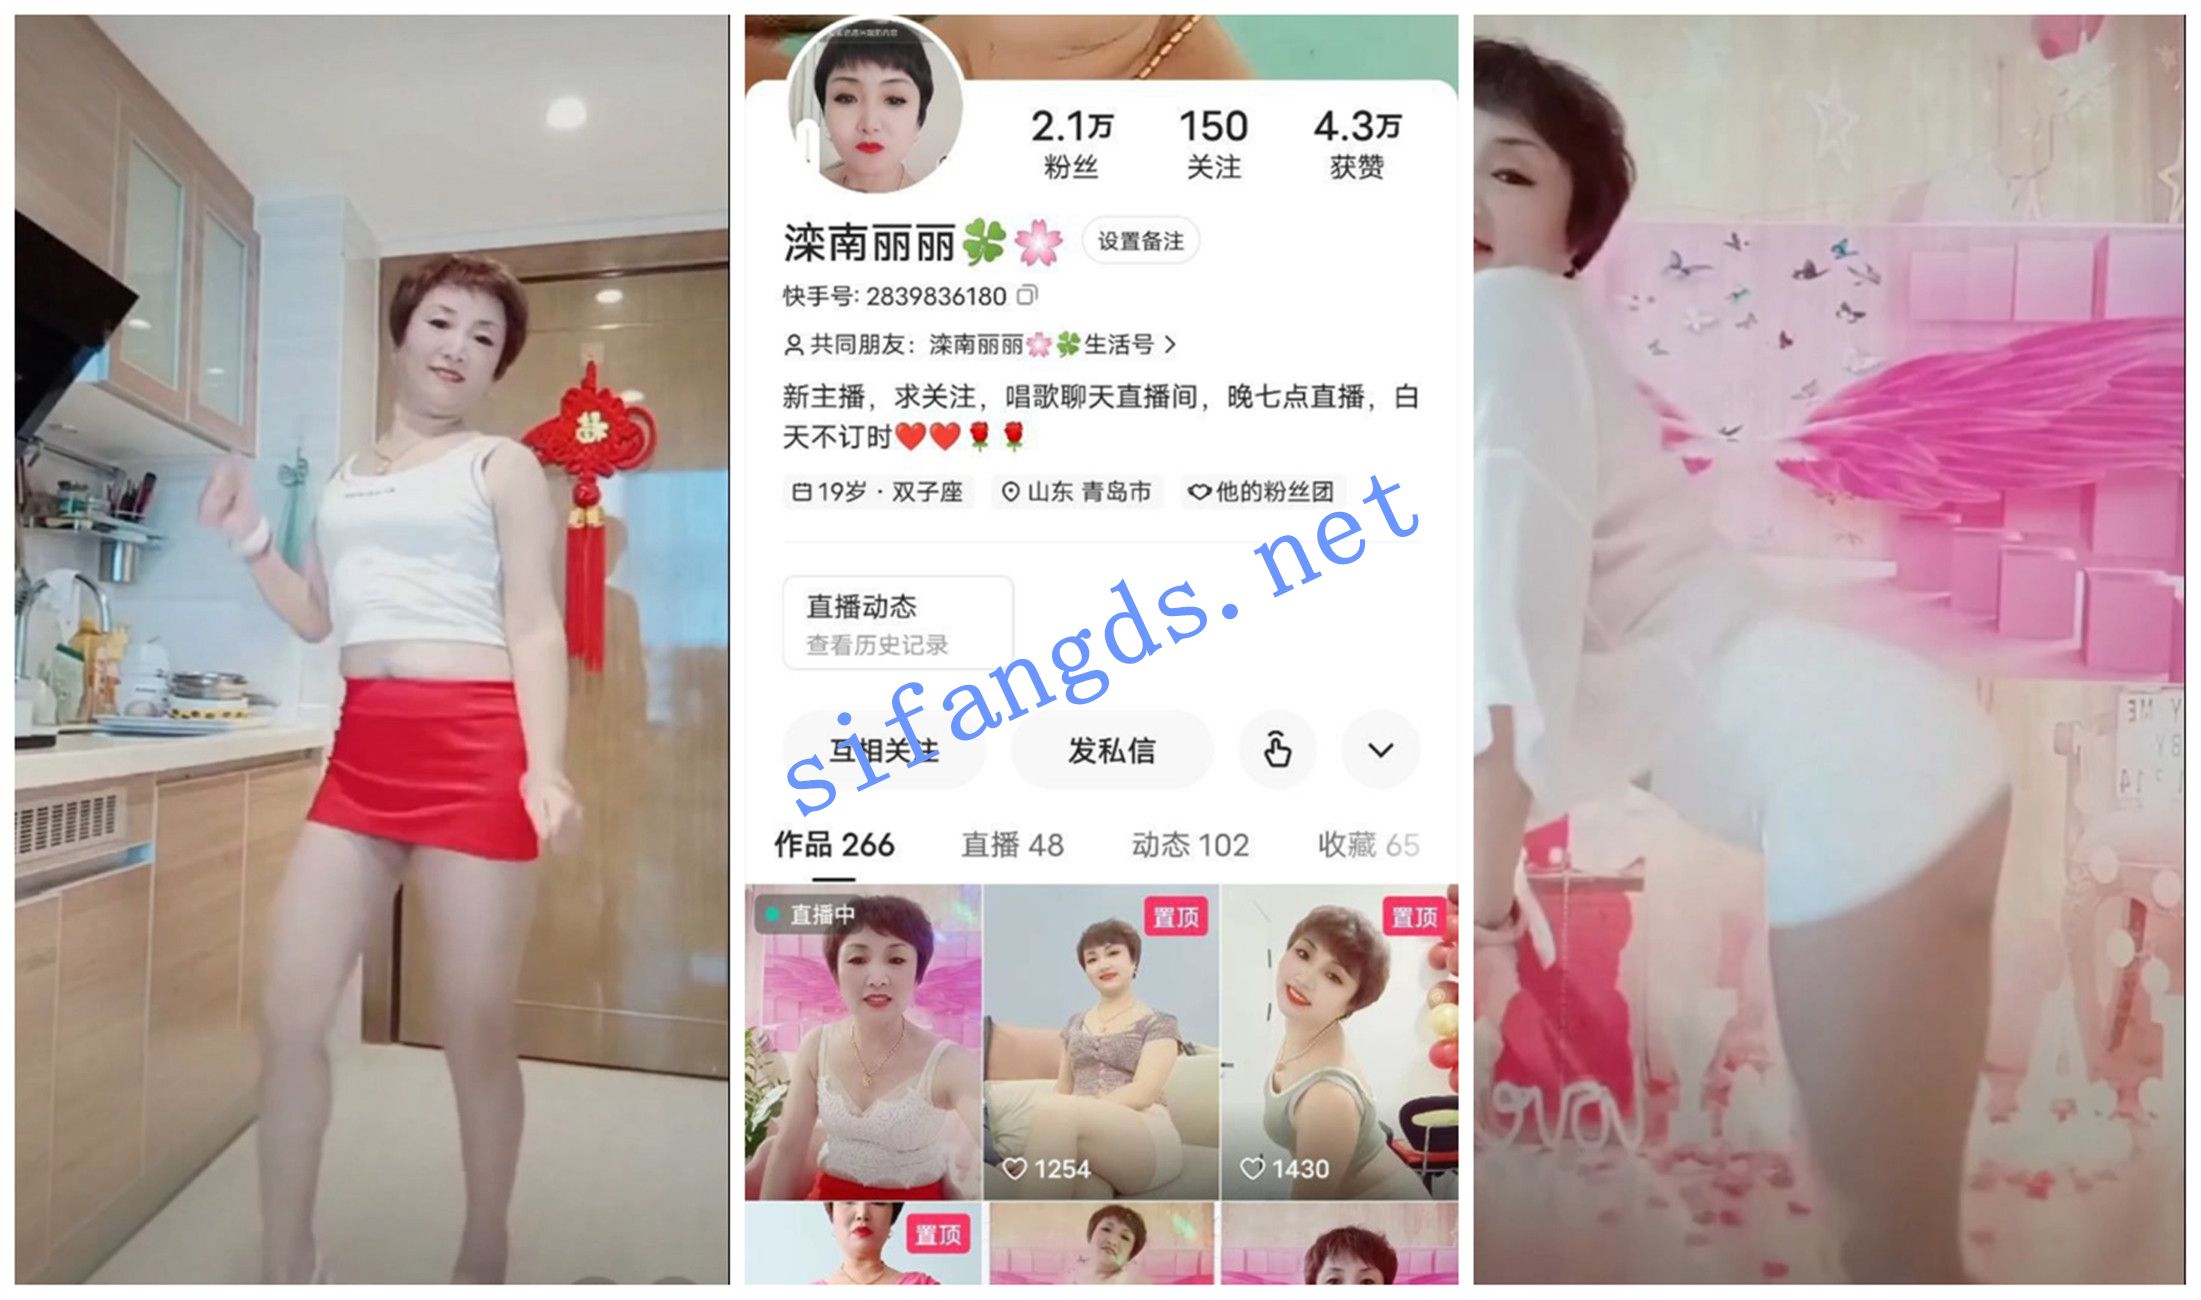 2.1万
粉丝
150
关注
4.3万
获赞
滦南丽丽🍀🌸
设置备注
快手号: 2839836180
共同朋友：滦南丽丽🌸🍀生活号
新主播，求关注，唱歌聊天直播间，晚七点直播，白
天不订时❤️❤️🌹🌹
19岁 · 双子座
山东 青岛市
他的粉丝团
直播动态
查看历史记录
sifangds.net
互相关注
发私信
作品 266
直播 48
动态 102
收藏 65
直播中
置顶
置顶
1254
1430
置顶
福